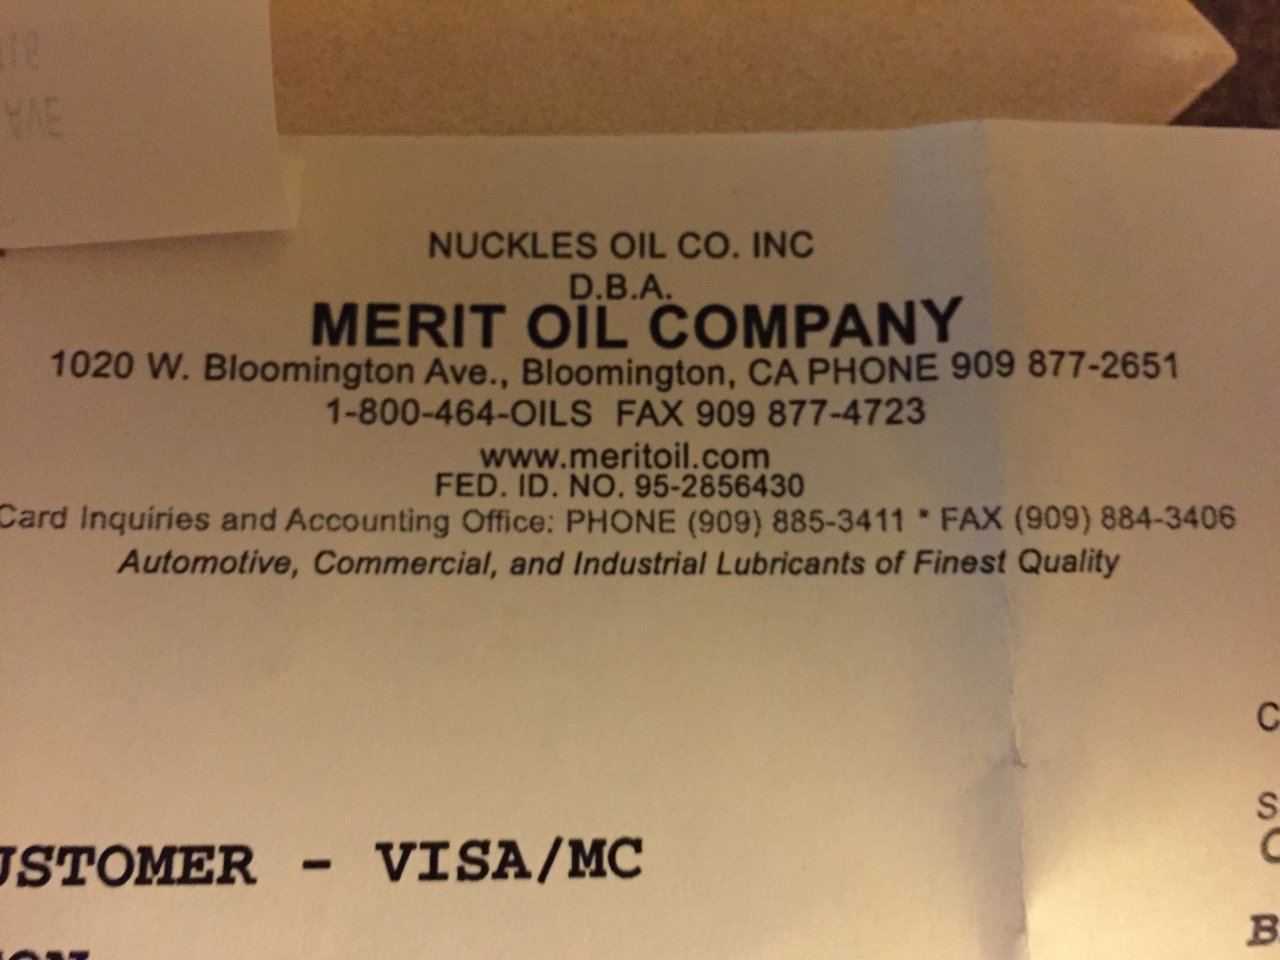 NUCKLES OIL CO. INC
D.B.A.
MERIT OIL COMPANY
1020 W. Bloomington Ave., Bloomington, CA PHONE 909 877-2651
1-800-464-OILS FAX 909 877-4723
www.meritoil.com
FED. ID. NO. 95-2856430
Card Inquiries and Accounting Office: PHONE (909) 885-3411 * FAX (909) 884-3406
Automotive, Commercial, and Industrial Lubricants of Finest Quality
C
S
USTOMER - VISA/MC
C
B